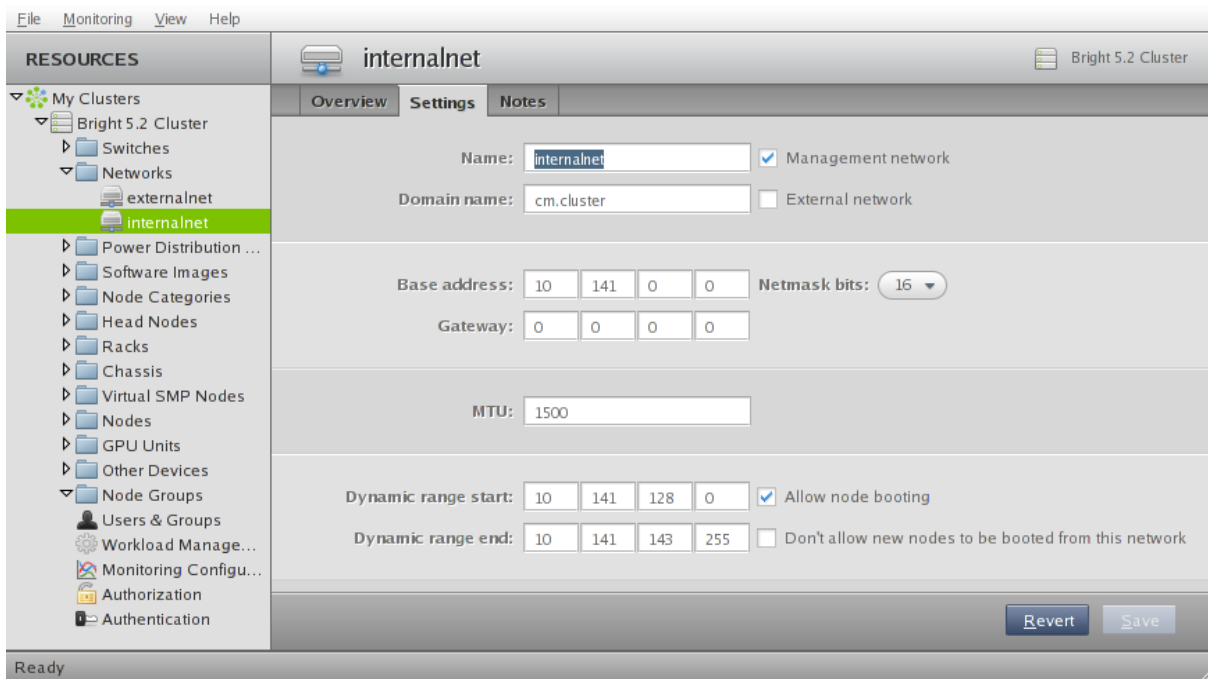 File Monitoring View Help
RESOURCES
My Clusters
Bright 5.2 Cluster
Switches
Networks
externalnet
internalnet
Power Distribution ...
Software Images
Node Categories
Head Nodes
Racks
Chassis
Virtual SMP Nodes
Nodes
GPU Units
Other Devices
Node Groups
Users & Groups
Workload Manage...
Monitoring Configu...
Authorization
Authentication
internalnet
Bright 5.2 Cluster
Overview Settings Notes
Name: internalnet Management network
Domain name: cm.cluster External network
Base address: 10 141 0 0 Netmask bits: 16
Gateway: 0 0 0 0
MTU: 1500
Dynamic range start: 10 141 128 0 Allow node booting
Dynamic range end: 10 141 143 255 Don't allow new nodes to be booted from this network
Revert Save
Ready